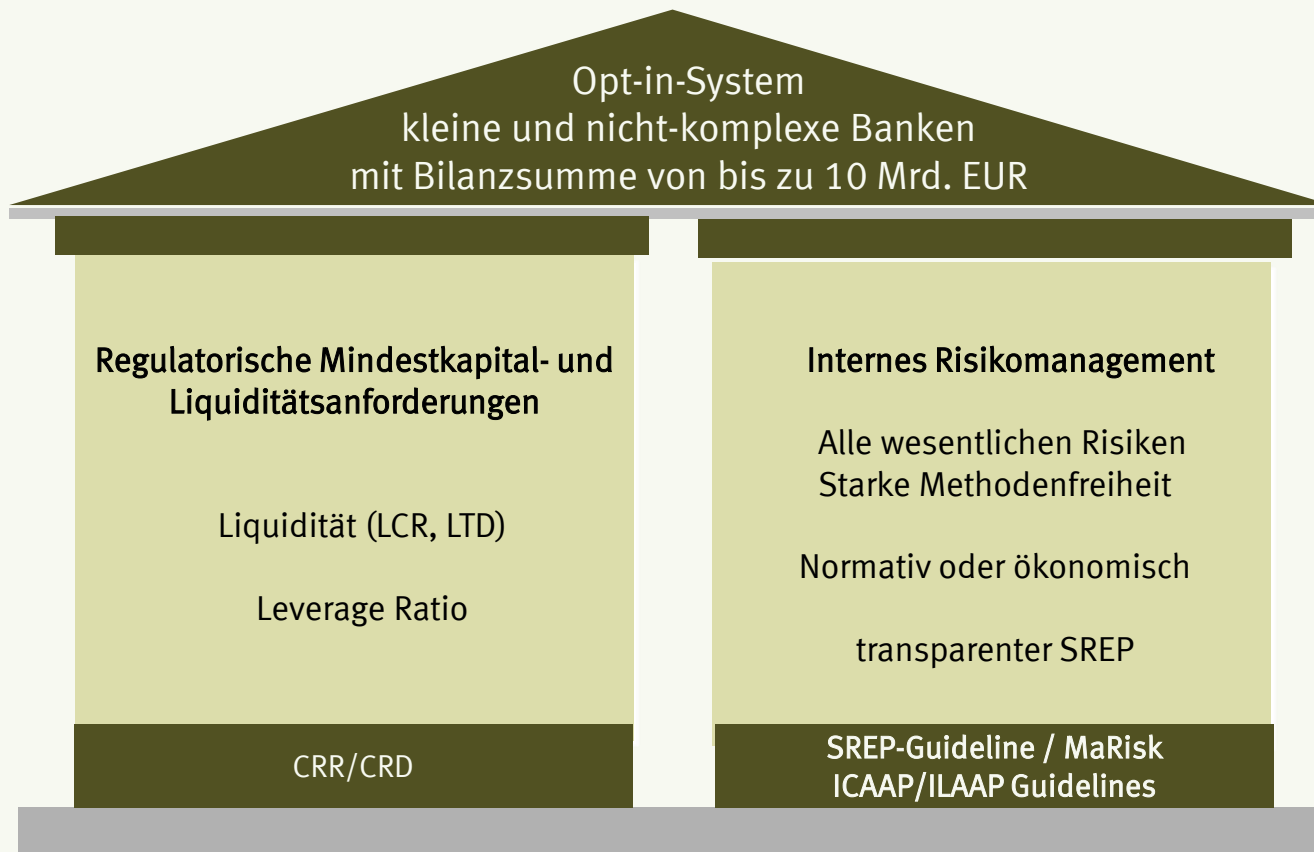 Opt-in-System
kleine und nicht-komplexe Banken
mit Bilanzsumme von bis zu 10 Mrd. EUR
Regulatorische Mindestkapital- und
Liquiditätsanforderungen
Liquidität (LCR, LTD)
Leverage Ratio
CRR/CRD
Internes Risikomanagement
Alle wesentlichen Risiken
Starke Methodenfreiheit
Normativ oder ökonomisch
transparenter SREP
SREP-Guideline / MaRisk
ICAAP/ILAAP Guidelines